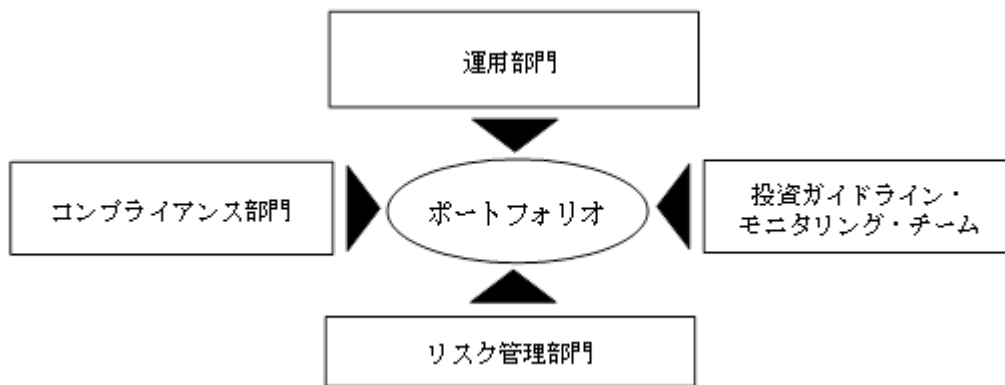 運用部門
コンプライアンス部門
ポートフォリオ
投資ガイドライン・
モニタリング・チーム
リスク管理部門